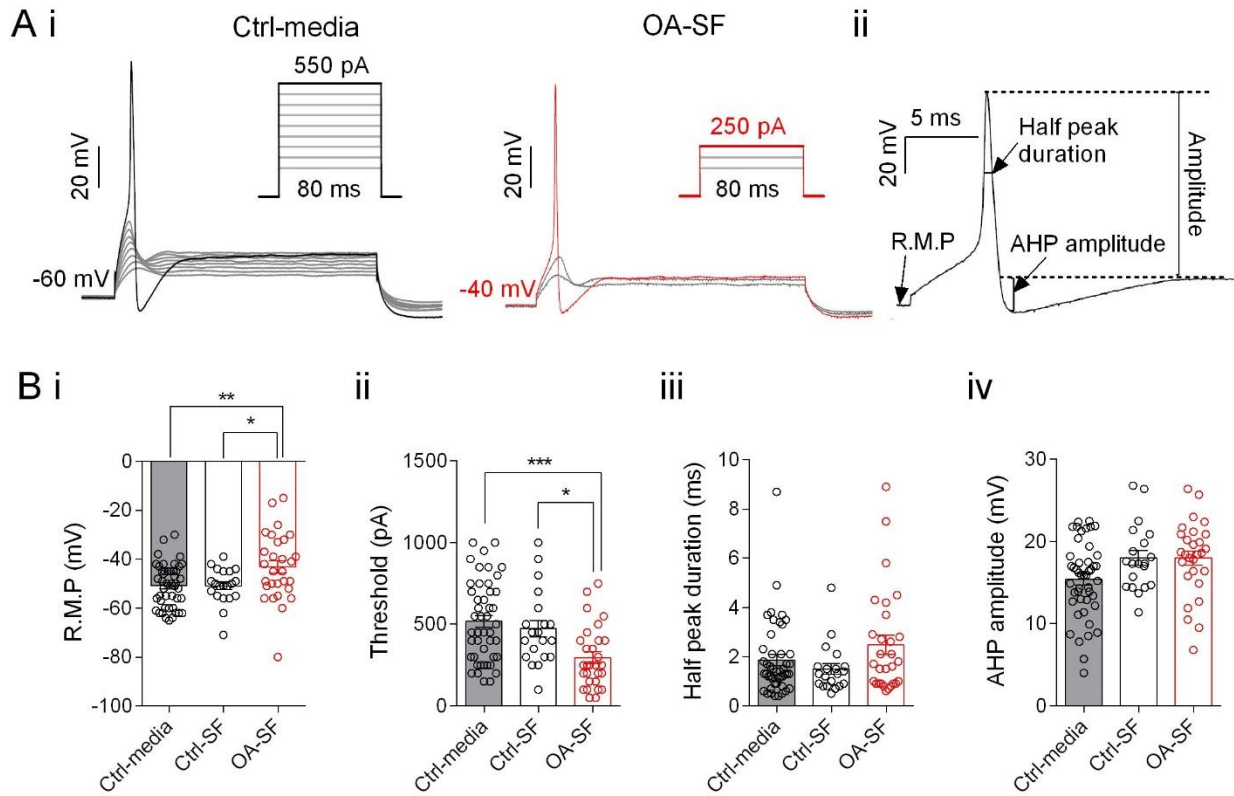 A i
Ctrl-media
OA-SF
ii
550 pA
80 ms
20 mV
-60 mV
250 pA
80 ms
20 mV
-40 mV
5 ms
20 mV
Half peak
duration
Amplitude
R.M.P
AHP amplitude
B i
**
*
0
-20
-40
-60
-80
-100
R.M.P (mV)
Ctrl-media
Ctrl-SF
OA-SF
ii
***
*
1500
1000
500
0
Threshold (pA)
Ctrl-media
Ctrl-SF
OA-SF
iii
10
8
6
4
2
0
Half peak duration (ms)
Ctrl-media
Ctrl-SF
OA-SF
iv
30
20
10
0
AHP amplitude (mV)
Ctrl-media
Ctrl-SF
OA-SF